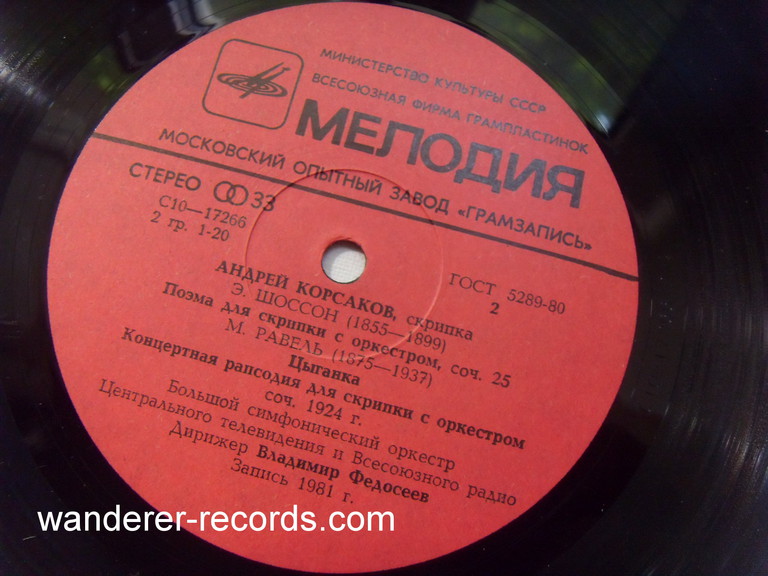 МИНИСТЕРСТВО КУЛЬТУРЫ СССР
ВСЕСОЮЗНАЯ ФИРМА ГРАМПЛАСТИНОК
МЕЛОДИЯ
МОСКОВСКИЙ ОПЫТНЫЙ ЗАВОД «ГРАМЗАПИСЬ»
СТЕРЕО 33
С10—17266
2 гр. 1-20
ГОСТ 5289-80
2
АНДРЕЙ КОРСАКОВ, скрипка
Э. ШОССОН (1855—1899)
Поэма для скрипки с оркестром, соч. 25
М. РАВЕЛЬ (1875—1937)
Цыганка
Концертная рапсодия для скрипки с оркестром
соч. 1924 г.
Большой симфонический оркестр
Центрального телевидения и Всесоюзного радио
Дирижер Владимир Федосеев
Запись 1981 г.
wanderer-records.com